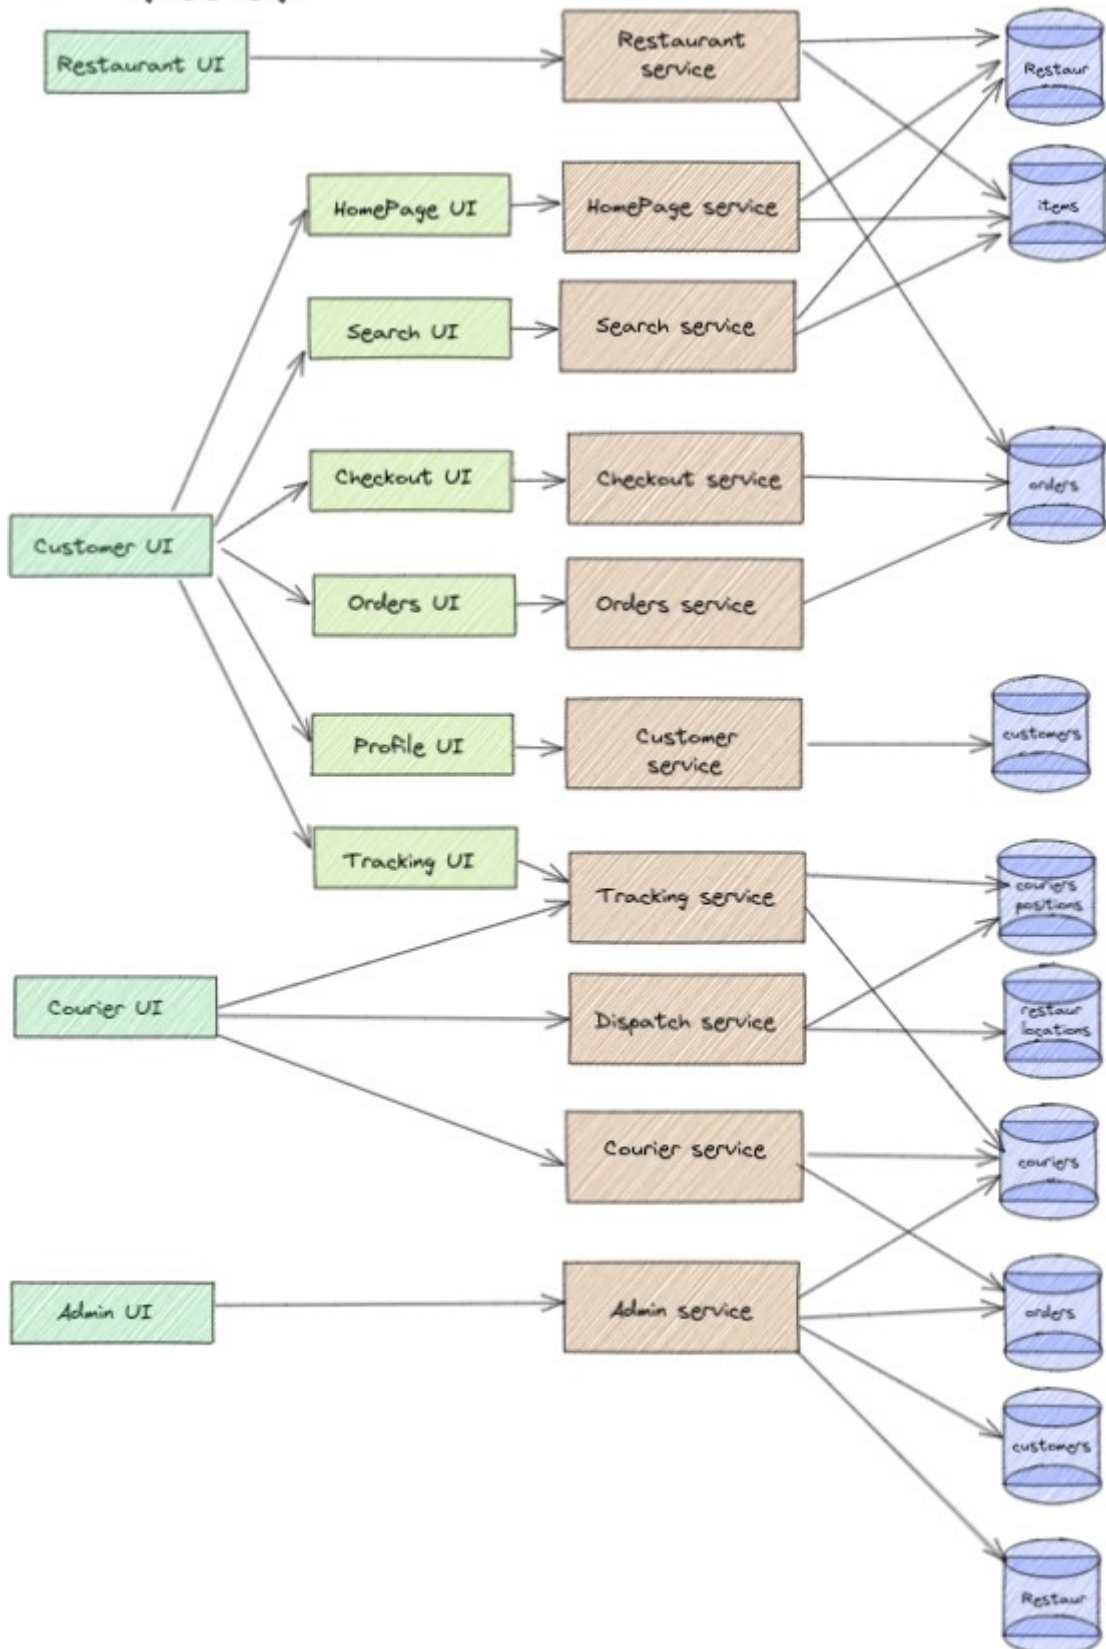 Restaurant UI
Restaurant
service
Restaur
HomePage UI
HomePage service
items
Search UI
Search service
Checkout UI
Checkout service
orders
Customer UI
Orders UI
Orders service
Profile UI
Customer
service
customers
Tracking UI
Tracking service
couriers
positions
Courier UI
Dispatch service
restaur
locations
Courier service
couriers
Admin UI
Admin service
orders
customers
Restaur